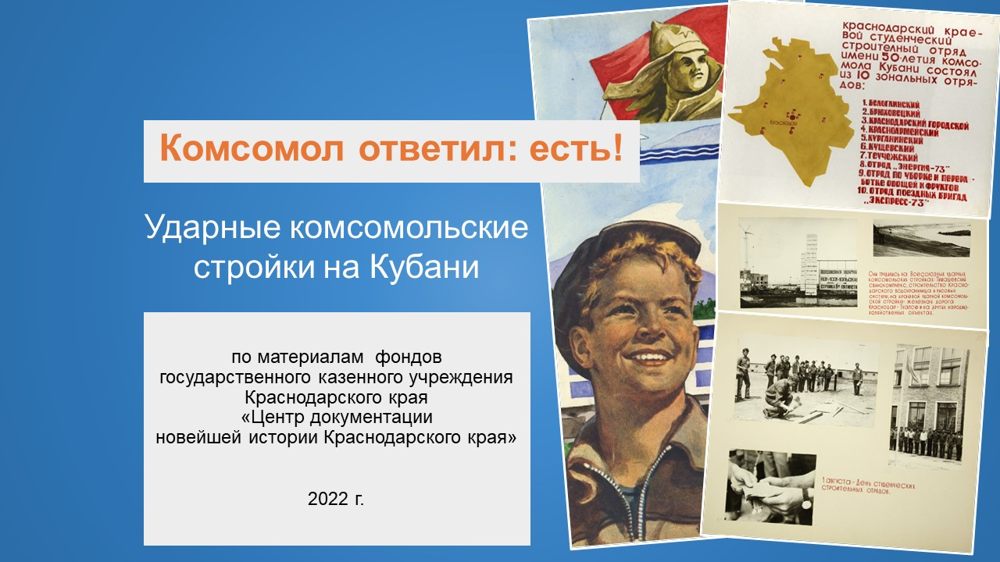 Комсомол ответил: есть!
Ударные комсомольские
стройки на Кубани
по материалам фондов
государственного казенного учреждения
Краснодарского края
«Центр документации
новейшей истории Краснодарского края»
2022 г.
краснодарский крае-
вой студенческий
строителный отряд
имени 50-летия комсо-
мола Кубани состоял
из 10 зональных отря-
дов:
Краснодар
1. Белоглинский
2. Брюховецкий
3. Краснодарский городской
4. Красноармейский
5. Курганинский
6. Кущевский
7. Теучежский
8. Отряд „Энергия-73"
9. Отряд по уборке и перера-
ботке овощей и фруктов
10. Отряд поездных бригад
„Экспресс-73"
Они трудились на Всесоюзных ударных
комсомольских стройках: Тимашевский
свинокомплекс, строительство Красно-
дарского водохранилища и рисовых
систем; на краевой ударной комсомоль-
ской стройке: железная дорога
Краснодар - Туапсе и на других народно-
хозяйственных объектах.
1 августа - День студенческих
строительных отрядов.